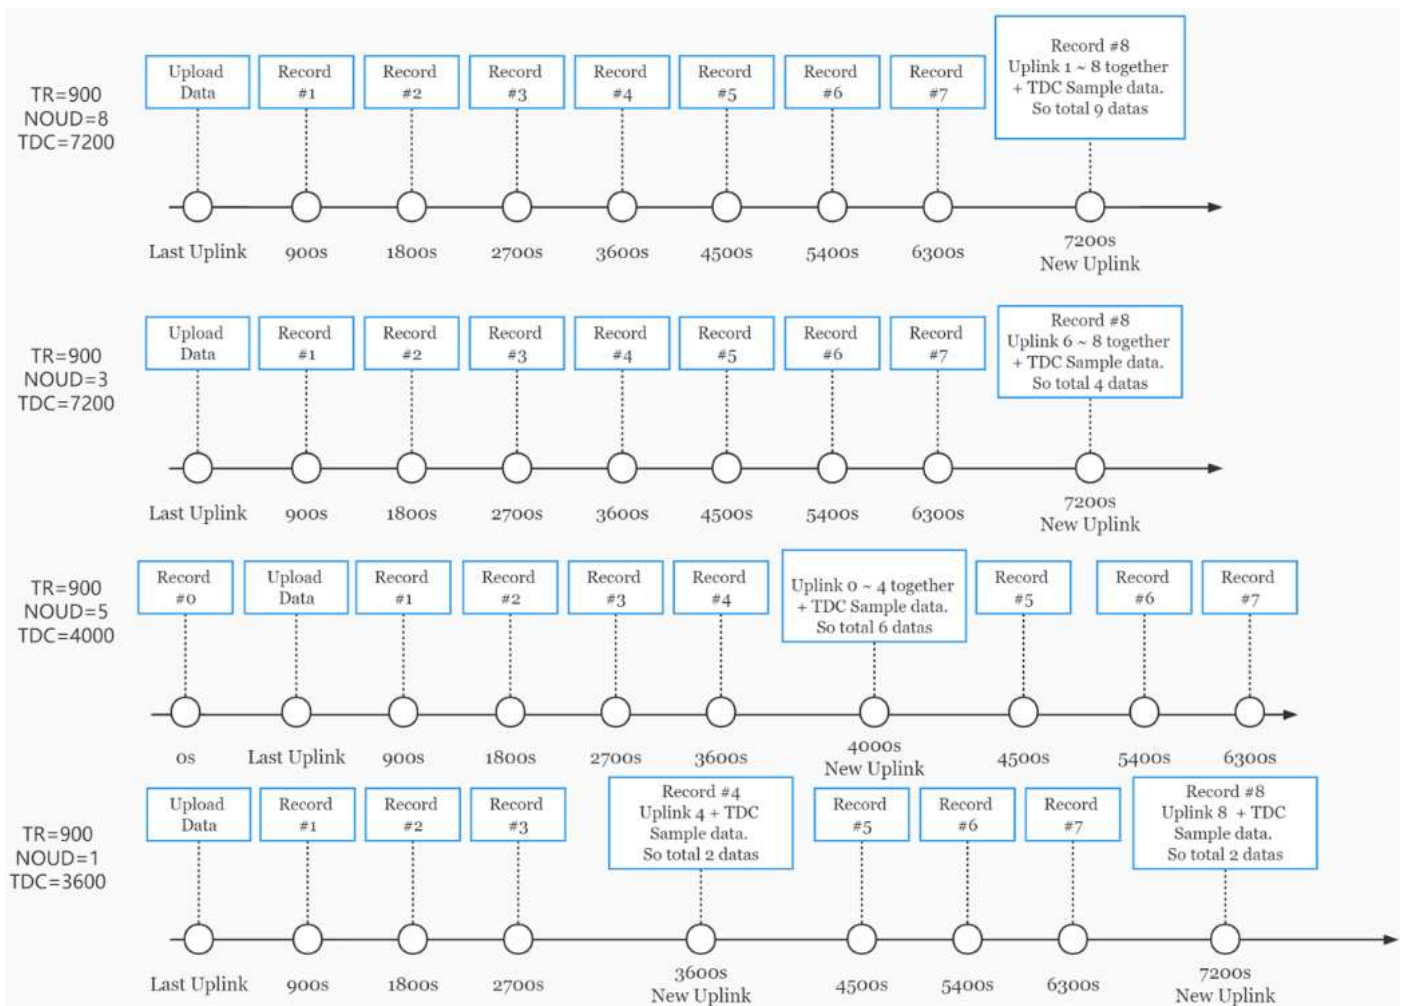 TR=900
NOUD=8
TDC=7200
Upload
Data
Record
#1
Record
#2
Record
#3
Record
#4
Record
#5
Record
#6
Record
#7
Record #8
Uplink 1 ~ 8 together
+ TDC Sample data.
So total 9 datas
Last Uplink
900s
1800s
2700s
3600s
4500s
5400s
6300s
7200s
New Uplink
TR=900
NOUD=3
TDC=7200
Upload
Data
Record
#1
Record
#2
Record
#3
Record
#4
Record
#5
Record
#6
Record
#7
Record #8
Uplink 6 ~ 8 together
+ TDC Sample data.
So total 4 datas
Last Uplink
900s
1800s
2700s
3600s
4500s
5400s
6300s
7200s
New Uplink
TR=900
NOUD=5
TDC=4000
Record
#0
Upload
Data
Record
#1
Record
#2
Record
#3
Record
#4
Uplink 0 ~ 4 together
+ TDC Sample data.
So total 6 datas
Record
#5
Record
#6
Record
#7
0s
Last Uplink
900s
1800s
2700s
3600s
4000s
New Uplink
4500s
5400s
6300s
TR=900
NOUD=1
TDC=3600
Upload
Data
Record
#1
Record
#2
Record
#3
Record #4
Uplink 4 + TDC
Sample data.
So total 2 datas
Record
#5
Record
#6
Record
#7
Record #8
Uplink 8 + TDC
Sample data.
So total 2 datas
Last Uplink
900s
1800s
2700s
3600s
New Uplink
4500s
5400s
6300s
7200s
New Uplink